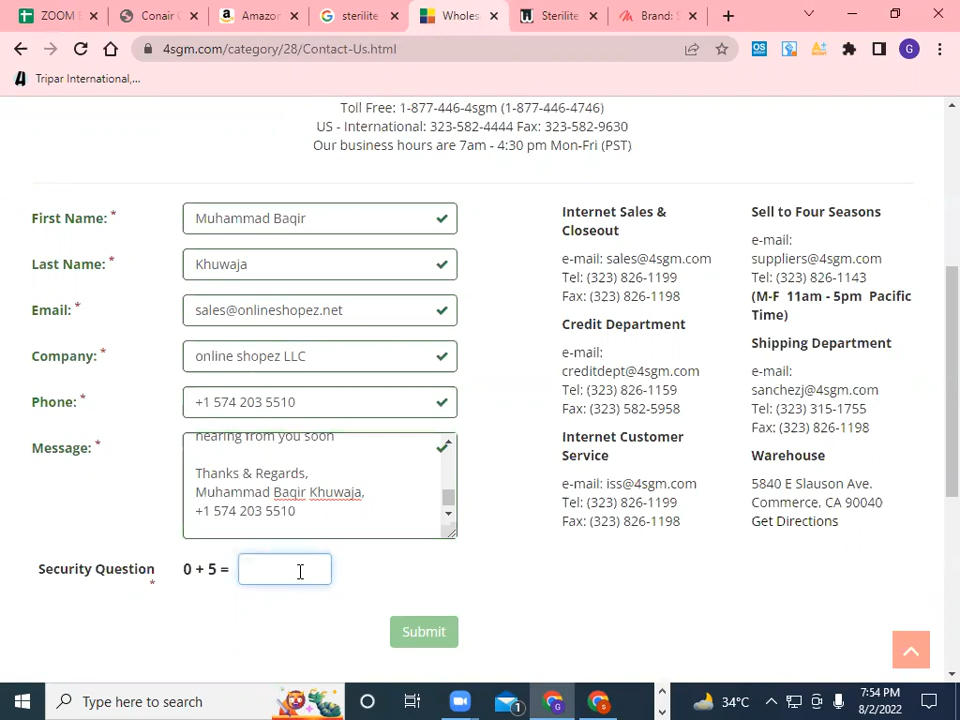 ZOOM
Conair
Amazon
sterilite
Wholes
Sterilite
Brand: S
4sgm.com/category/28/Contact-Us.html
G
Tripar International,...
Toll Free: 1-877-446-4sgm (1-877-446-4746)
US - International: 323-582-4444 Fax: 323-582-9630
Our business hours are 7am - 4:30 pm Mon-Fri (PST)
First Name: * Muhammad Baqir
Last Name: * Khuwaja
Email: * sales@onlineshopez.net
Company: * online shopez LLC
Phone: * +1 574 203 5510
Message: *
hearing from you soon
Thanks & Regards,
Muhammad Baqir Khuwaja,
+1 574 203 5510
Security Question * 0 + 5 =
Submit
Internet Sales &
Closeout
e-mail: sales@4sgm.com
Tel: (323) 826-1199
Fax: (323) 826-1198
Credit Department
e-mail:
creditdept@4sgm.com
Tel: (323) 826-1159
Fax: (323) 582-5958
Internet Customer
Service
e-mail: iss@4sgm.com
Tel: (323) 826-1199
Fax: (323) 826-1198
Sell to Four Seasons
e-mail:
suppliers@4sgm.com
Tel: (323) 826-1143
(M-F 11am - 5pm Pacific
Time)
Shipping Department
e-mail:
sanchezj@4sgm.com
Tel: (323) 315-1755
Fax: (323) 826-1198
Warehouse
5840 E Slauson Ave.
Commerce, CA 90040
Get Directions
Type here to search
1
34°C
7:54 PM
8/2/2022